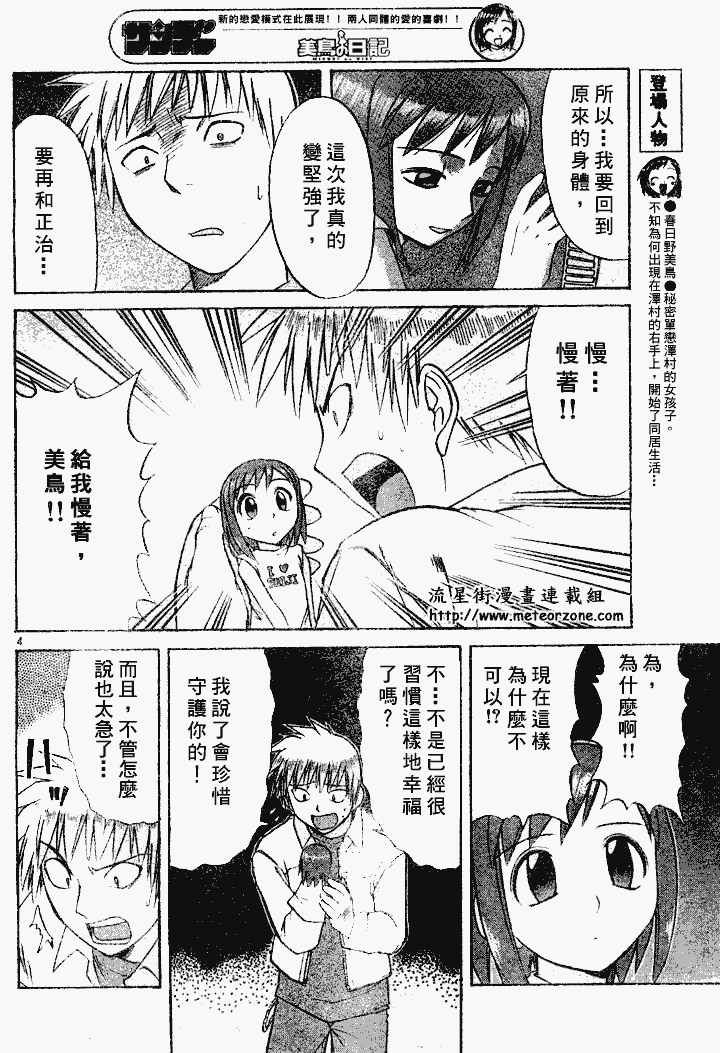 サンデー
新的戀愛模式在此展現!! 兩人同體的愛的喜劇!!
美鳥の日記
登場人物
●春日野美鳥●秘密單戀澤村的女孩子。
不知為何出現在澤村的右手上,開始了同居生活…
所以…我要回到
原來的身體,
這次我真的
變堅強了,
要再和正治…
慢…
慢著!!
給我慢著,
美鳥!!
I ♥
流星街漫畫連載組
http://www.meteorzone.com
4
為,
為什麼啊!!
現在這樣
為什麼不
可以!?
不…不是已經很
習慣這樣地幸福
了嗎?
我說了會珍惜
守護你的!
而且,不管怎麼
說也太急了…